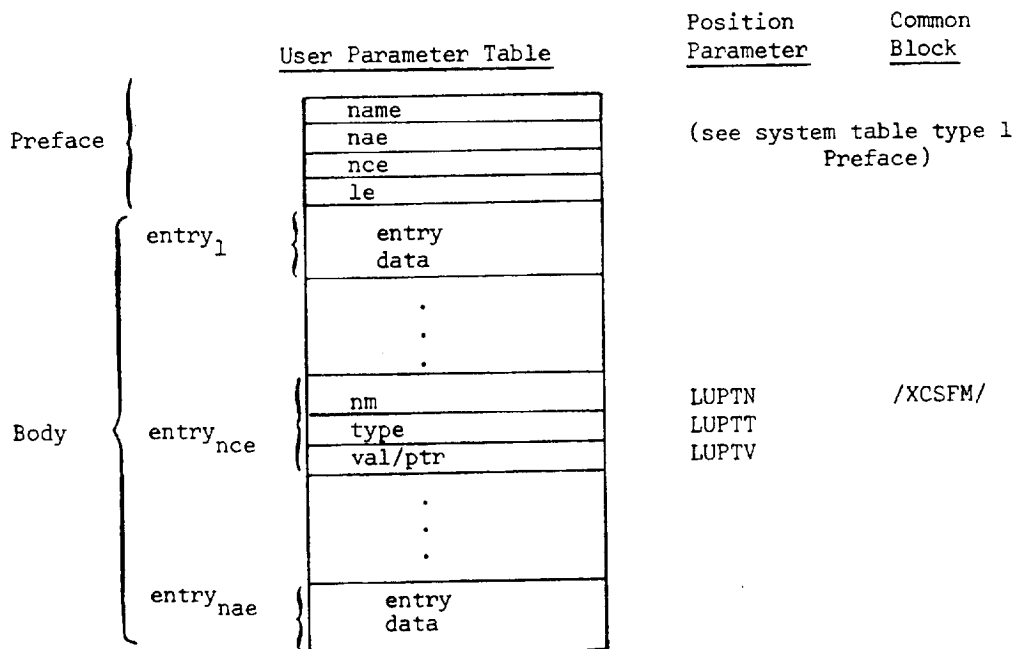 Position Common
User Parameter Table Parameter Block
name
Preface nae (see system table type 1
nce Preface)
le
entry1 entry
data
.
.
.
nm LUPTN /XCSFM/
Body entrynce type LUPTT
val/ptr LUPTV
.
.
.
entrynae entry
data